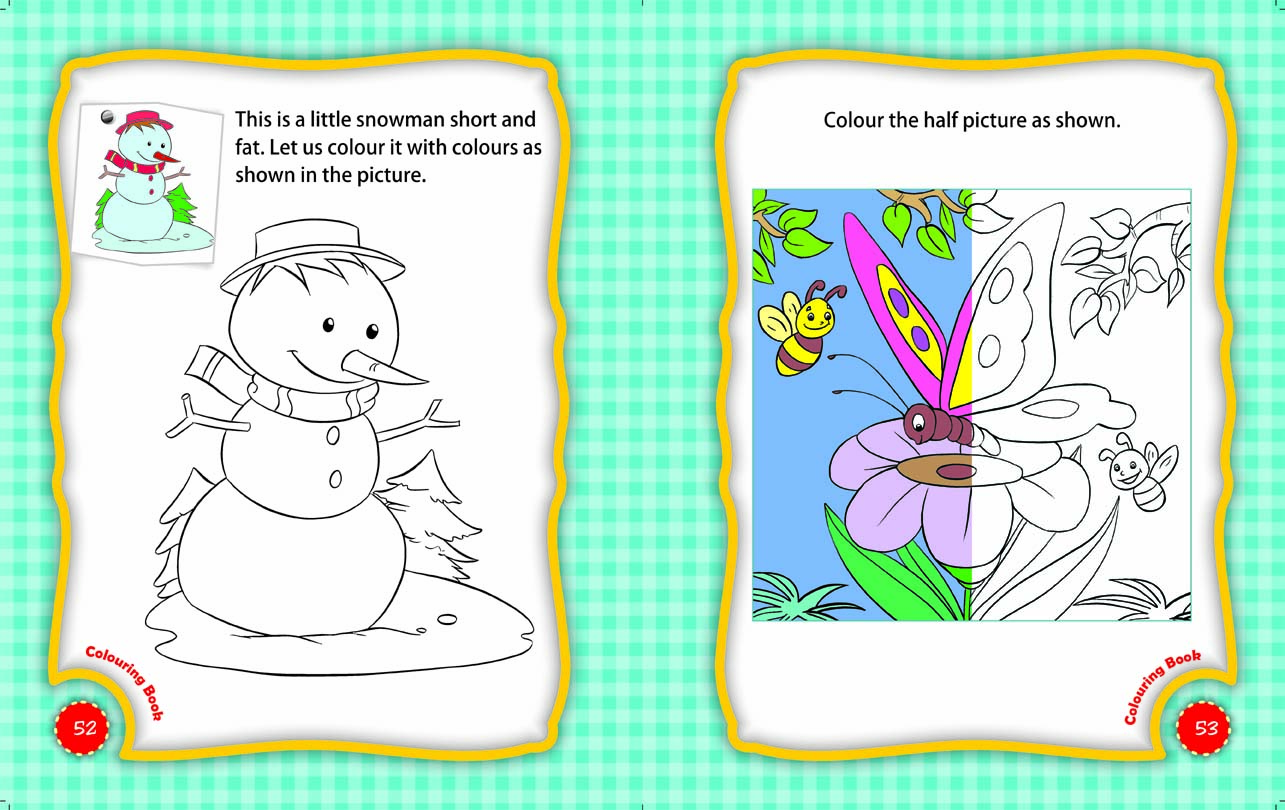 This is a little snowman short and
fat. Let us colour it with colours as
shown in the picture.
Colouring Book
52
Colour the half picture as shown.
Colouring Book
53